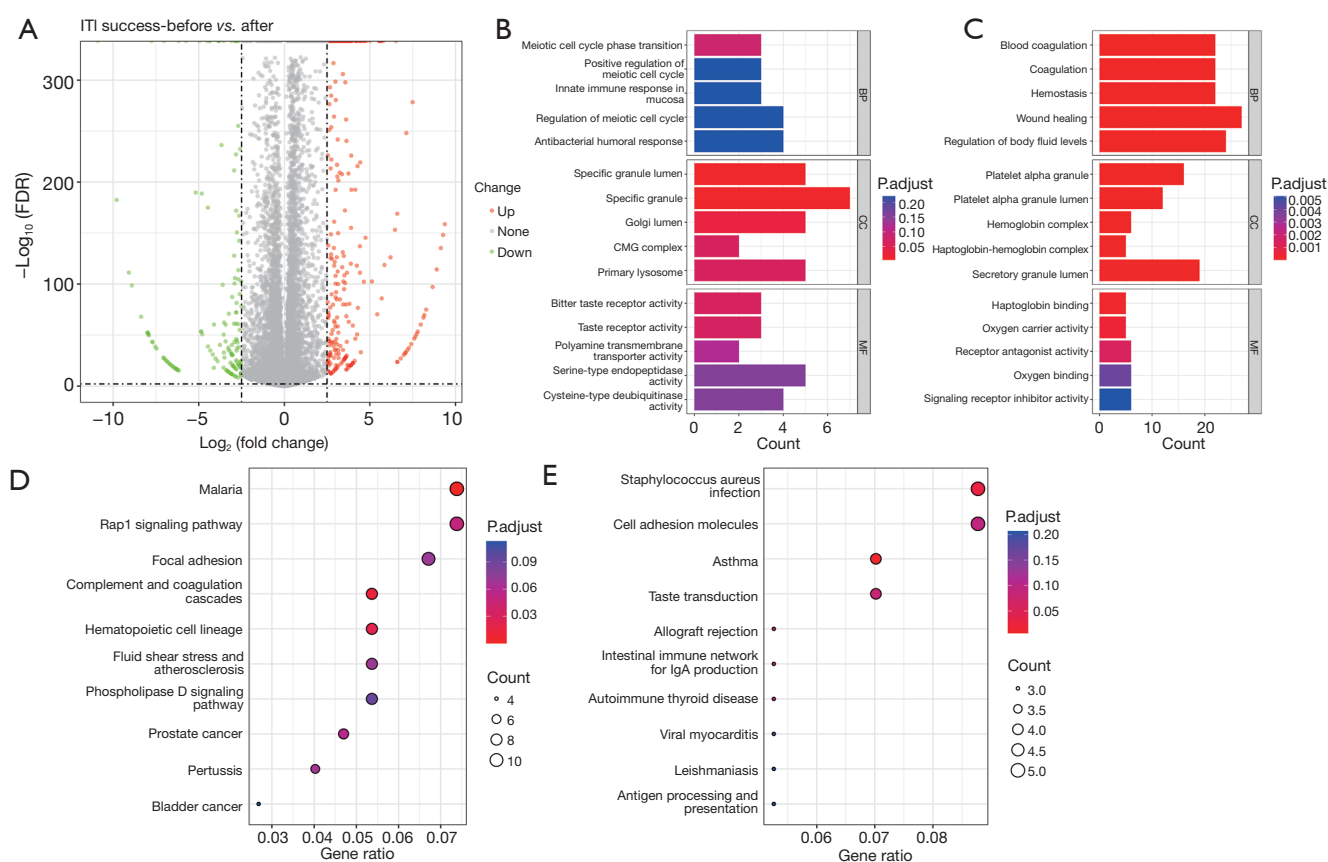 A
ITI success-before vs. after
300
200
100
0
−10
−5
0
5
10
−Log₁₀ (FDR)
Log₂ (fold change)
Change
Up
None
Down
B
Meiotic cell cycle phase transition
Positive regulation of
meiotic cell cycle
Innate immune response in
mucosa
Regulation of meiotic cell cycle
Antibacterial humoral response
BP
Specific granule lumen
Specific granule
Golgi lumen
CMG complex
Primary lysosome
CC
Bitter taste receptor activity
Taste receptor activity
Polyamine transmembrane
transporter activity
Serine-type endopeptidase
activity
Cysteine-type deubiquitinase
activity
MF
0
2
4
6
Count
P.adjust
0.20
0.15
0.10
0.05
C
Blood coagulation
Coagulation
Hemostasis
Wound healing
Regulation of body fluid levels
BP
Platelet alpha granule
Platelet alpha granule lumen
Hemoglobin complex
Haptoglobin-hemoglobin complex
Secretory granule lumen
CC
Haptoglobin binding
Oxygen carrier activity
Receptor antagonist activity
Oxygen binding
Signaling receptor inhibitor activity
MF
0
10
20
Count
P.adjust
0.005
0.004
0.002
0.002
0.001
D
Malaria
Rap1 signaling pathway
Focal adhesion
Complement and coagulation
cascades
Hematopoietic cell lineage
Fluid shear stress and
atherosclerosis
Phospholipase D signaling
pathway
Prostate cancer
Pertussis
Bladder cancer
0.03
0.04
0.05
0.06
0.07
Gene ratio
P.adjust
0.09
0.06
0.03
Count
4
6
8
10
E
Staphylococcus aureus
infection
Cell adhesion molecules
Asthma
Taste transduction
Allograft rejection
Intestinal immune network
for IgA production
Autoimmune thyroid disease
Viral myocarditis
Leishmaniasis
Antigen processing and
presentation
0.06
0.07
0.08
Gene ratio
P.adjust
0.20
0.15
0.10
0.05
Count
3.0
3.5
4.0
4.5
5.0